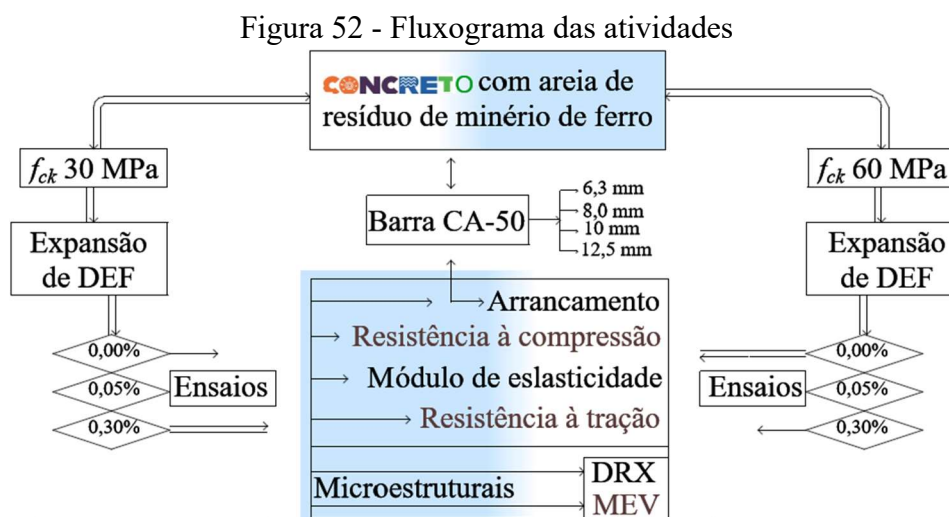 Figura 52 - Fluxograma das atividades
CONCRETO com areia de
resíduo de minério de ferro
fck 30 MPa
fck 60 MPa
Barra CA-50
6,3 mm
8,0 mm
10 mm
12,5 mm
Expansão
de DEF
Expansão
de DEF
Arrancamento
Resistência à compressão
Módulo de eslasticidade
Resistência à tração
0,00%
0,05%
0,30%
Ensaios
Ensaios
0,00%
0,05%
0,30%
Microestruturais
DRX
MEV